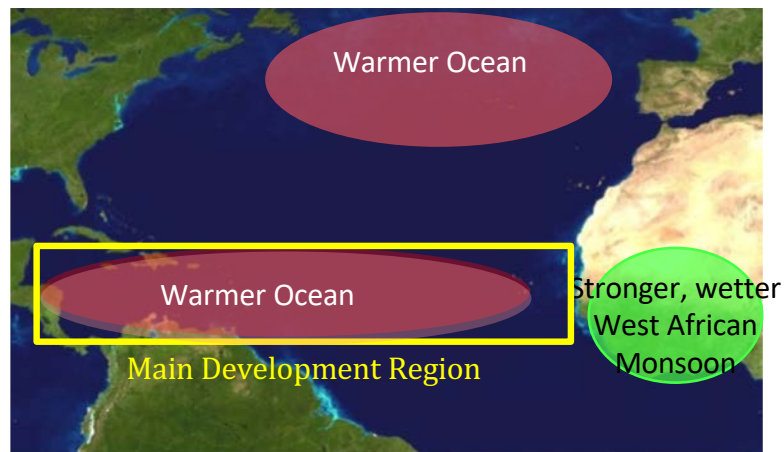 Warmer Ocean
Warmer Ocean
Stronger, wetter
West African
Monsoon
Main Development Region